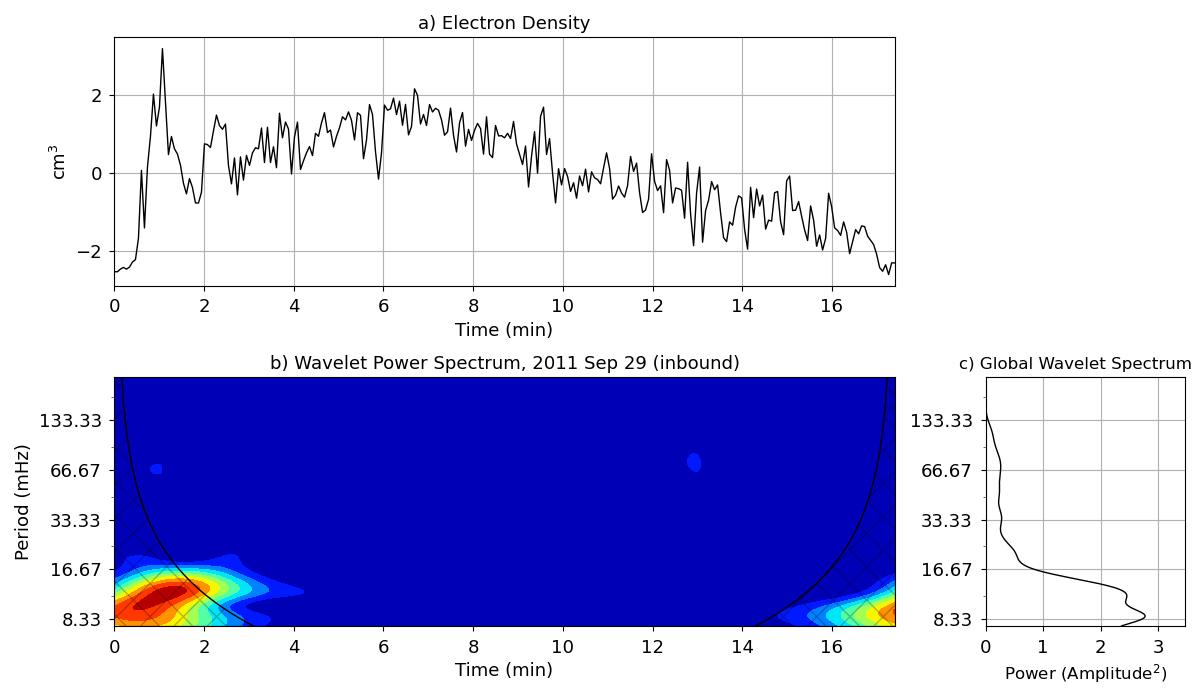 a) Electron Density
cm³
2
0
−2
0 2 4 6 8 10 12 14 16
Time (min)
b) Wavelet Power Spectrum, 2011 Sep 29 (inbound)
Period (mHz)
133.33
66.67
33.33
16.67
8.33
0 2 4 6 8 10 12 14 16
Time (min)
c) Global Wavelet Spectrum
133.33
66.67
33.33
16.67
8.33
0 1 2 3
Power (Amplitude²)